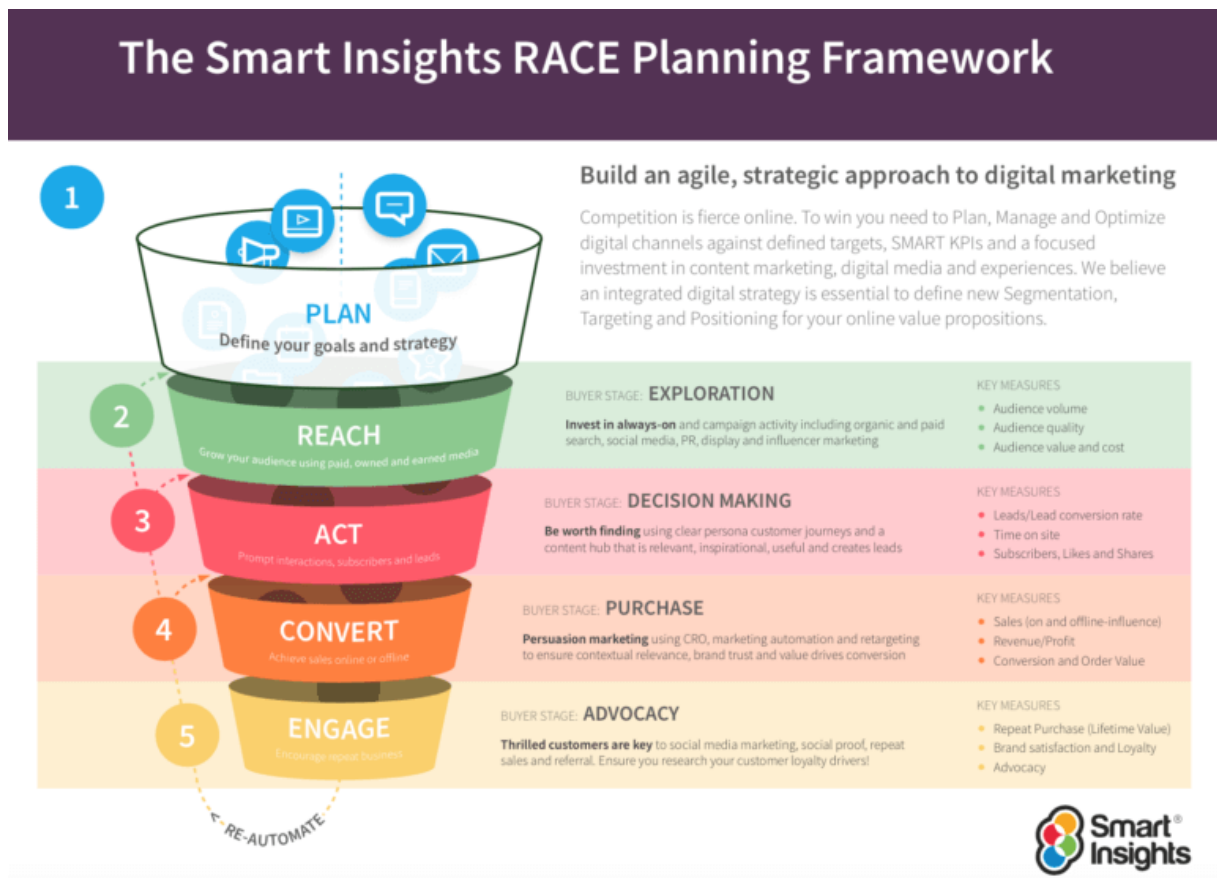 The Smart Insights RACE Planning Framework
1
Build an agile, strategic approach to digital marketing
Competition is fierce online. To win you need to Plan, Manage and Optimize
digital channels against defined targets, SMART KPIs and a focused
investment in content marketing, digital media and experiences. We believe
an integrated digital strategy is essential to define new Segmentation,
Targeting and Positioning for your online value propositions.
PLAN
Define your goals and strategy
2
REACH
Grow your audience using paid, owned and earned media
BUYER STAGE: EXPLORATION
Invest in always-on and campaign activity including organic and paid
search, social media, PR, display and influencer marketing
KEY MEASURES
Audience volume
Audience quality
Audience value and cost
3
ACT
Prompt interactions, subscribers and leads
BUYER STAGE: DECISION MAKING
Be worth finding using clear persona customer journeys and a
content hub that is relevant, inspirational, useful and creates leads
KEY MEASURES
Leads/Lead conversion rate
Time on site
Subscribers, Likes and Shares
4
CONVERT
Achieve sales online or offline
BUYER STAGE: PURCHASE
Persuasion marketing using CRO, marketing automation and retargeting
to ensure contextual relevance, brand trust and value drives conversion
KEY MEASURES
Sales (on and offline-influence)
Revenue/Profit
Conversion and Order Value
5
ENGAGE
Encourage repeat business
BUYER STAGE: ADVOCACY
Thrilled customers are key to social media marketing, social proof, repeat
sales and referral. Ensure you research your customer loyalty drivers!
KEY MEASURES
Repeat Purchase (Lifetime Value)
Brand satisfaction and Loyalty
Advocacy
RE-AUTOMATE
Smart®
Insights